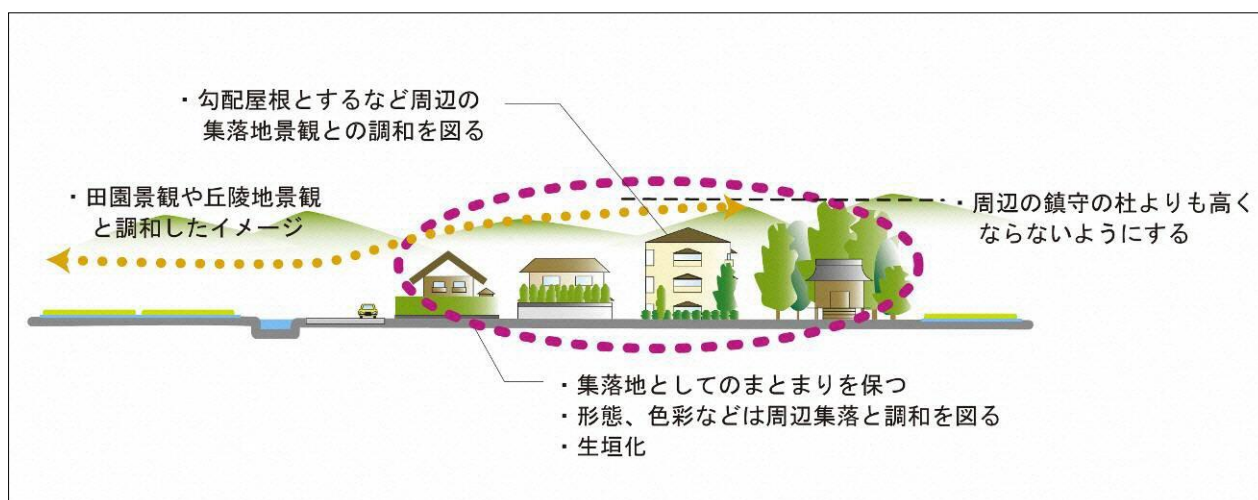 ・勾配屋根とするなど周辺の
集落地景観との調和を図る
・田園景観や丘陵地景観
と調和したイメージ
・周辺の鎮守の杜よりも高く
ならないようにする
・集落地としてのまとまりを保つ
・形態、色彩などは周辺集落と調和を図る
・生垣化